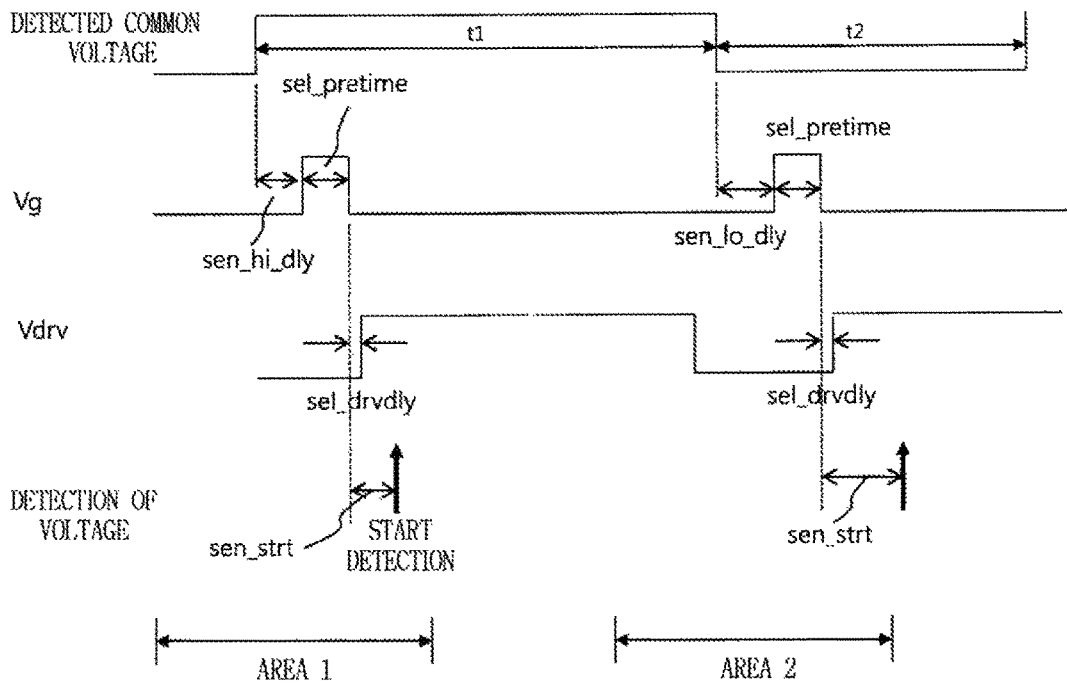 DETECTED COMMON
VOLTAGE
t1
t2
sel_pretime
sel_pretime
Vg
sen_hi_dly
sen_lo_dly
Vdrv
sel_drvdly
sel_drvdly
DETECTION OF
VOLTAGE
sen_strt
START
DETECTION
sen_strt
AREA 1
AREA 2